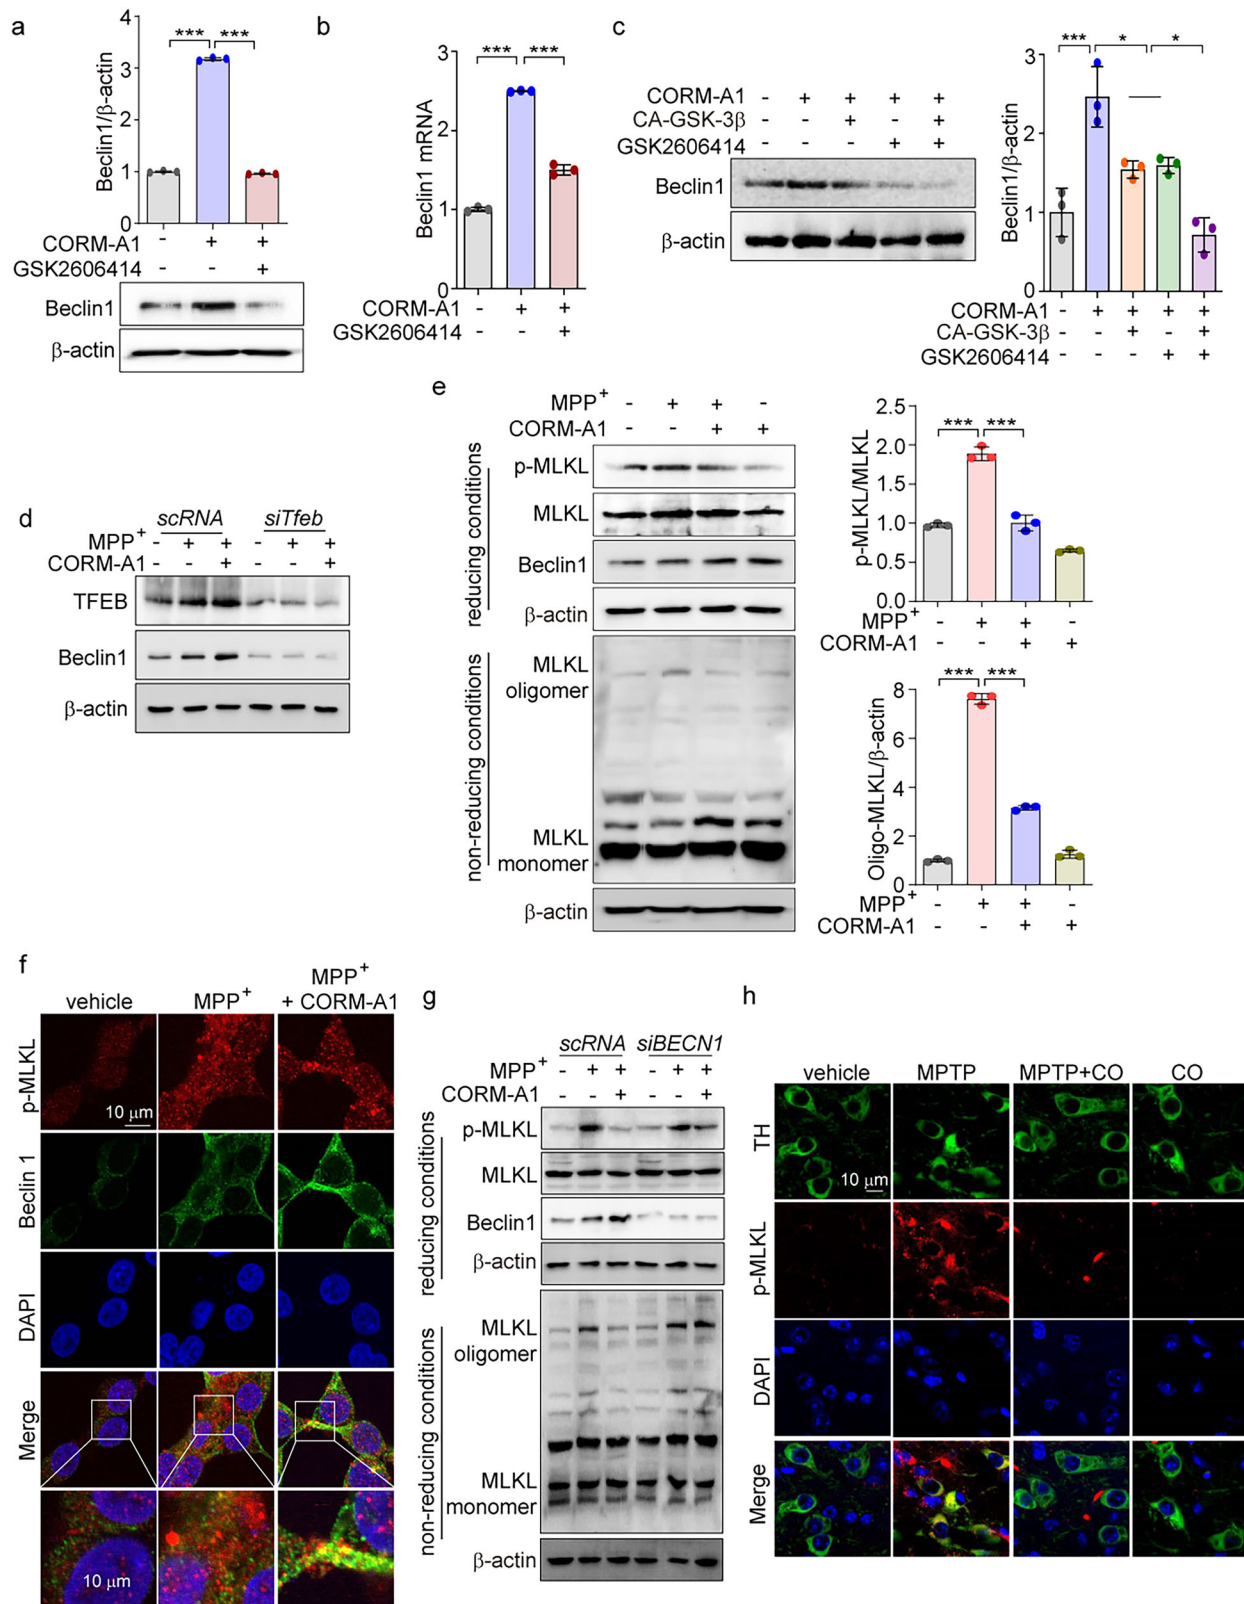 a
Beclin1/β-actin
4
3
2
1
0
*** ***
CORM-A1 - + +
GSK2606414 - - +
Beclin1
β-actin
b
Beclin1 mRNA
3
2
1
0
*** ***
CORM-A1 - + +
GSK2606414 - - +
c
CORM-A1 - + + + +
CA-GSK-3β - - + - +
GSK2606414 - - - + +
Beclin1
β-actin
Beclin1/β-actin
3
2
1
0
*** * *
CORM-A1 - + + + +
CA-GSK-3β - - + - +
GSK2606414 - - - + +
d
scRNA siTfeb
MPP+ - + + - + +
CORM-A1 - - + - - +
TFEB
Beclin1
β-actin
e
MPP+ - + + -
CORM-A1 - - + +
reducing conditions
p-MLKL
MLKL
Beclin1
β-actin
non-reducing conditions
MLKL
oligomer
MLKL
monomer
β-actin
p-MLKL/MLKL
2.5
2.0
1.5
1.0
0.5
0.0
*** ***
MPP+ - + + -
CORM-A1 - - + +
Oligo-MLKL/β-actin
8
6
4
2
0
*** ***
MPP+ - + + -
CORM-A1 - - + +
f
vehicle MPP+ MPP+
+ CORM-A1
p-MLKL
10 μm
Beclin 1
DAPI
Merge
10 μm
g
scRNA siBECN1
MPP+ - + + - + +
CORM-A1 - - + - - +
reducing conditions
p-MLKL
MLKL
Beclin1
β-actin
non-reducing conditions
MLKL
oligomer
MLKL
monomer
β-actin
h
vehicle MPTP MPTP+CO CO
TH
10 μm
p-MLKL
DAPI
Merge